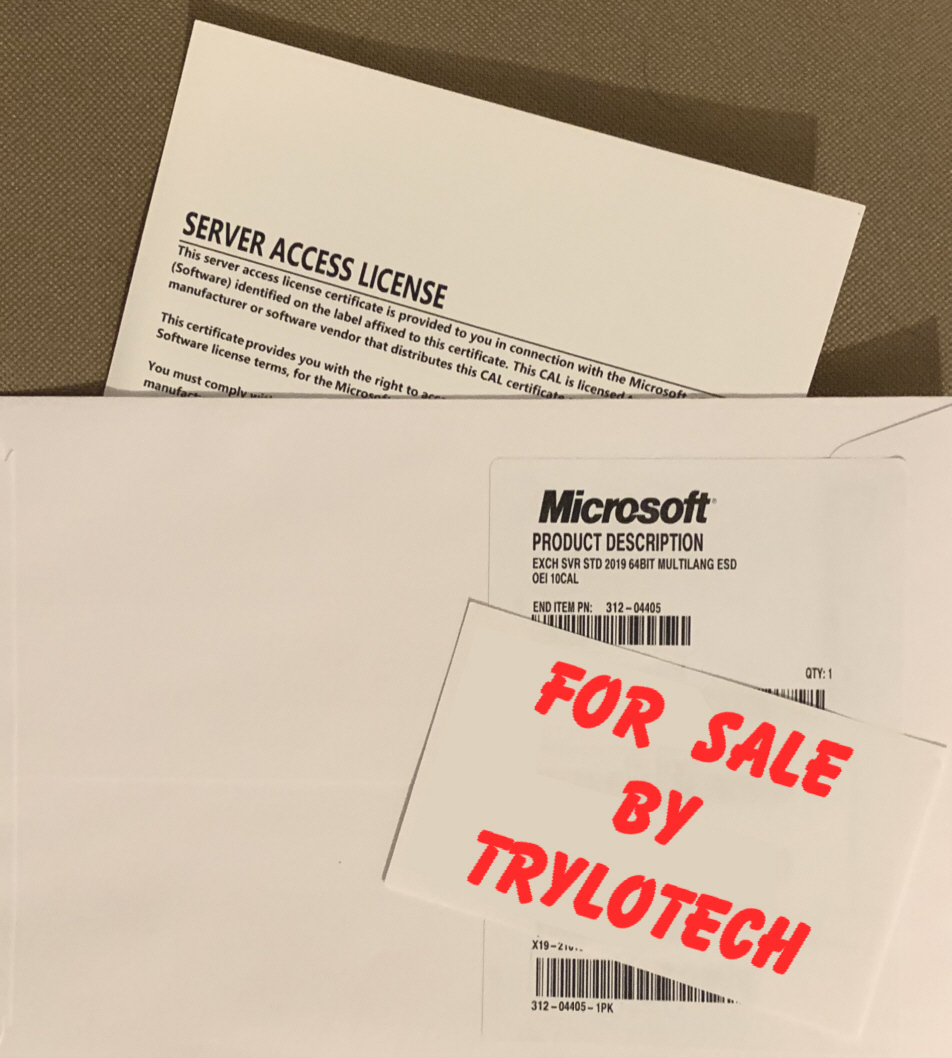 SERVER ACCESS LICENSE
This server access license certificate is provided to you in connection with the Microsoft
(Software) identified on the label affixed to this certificate. This CAL is licensed
manufacturer or software vendor that distributes this CAL certificate
This certificate provides you with the right to
Software license terms, for the Microsoft
You must comply
Microsoft
PRODUCT DESCRIPTION
EXCH SVR STD 2019 64BIT MULTILANG ESD
OEI 10CAL
END ITEM PN: 312-04405
QTY: 1
FOR SALE
BY
TRYLOTECH
312-04405-1PK